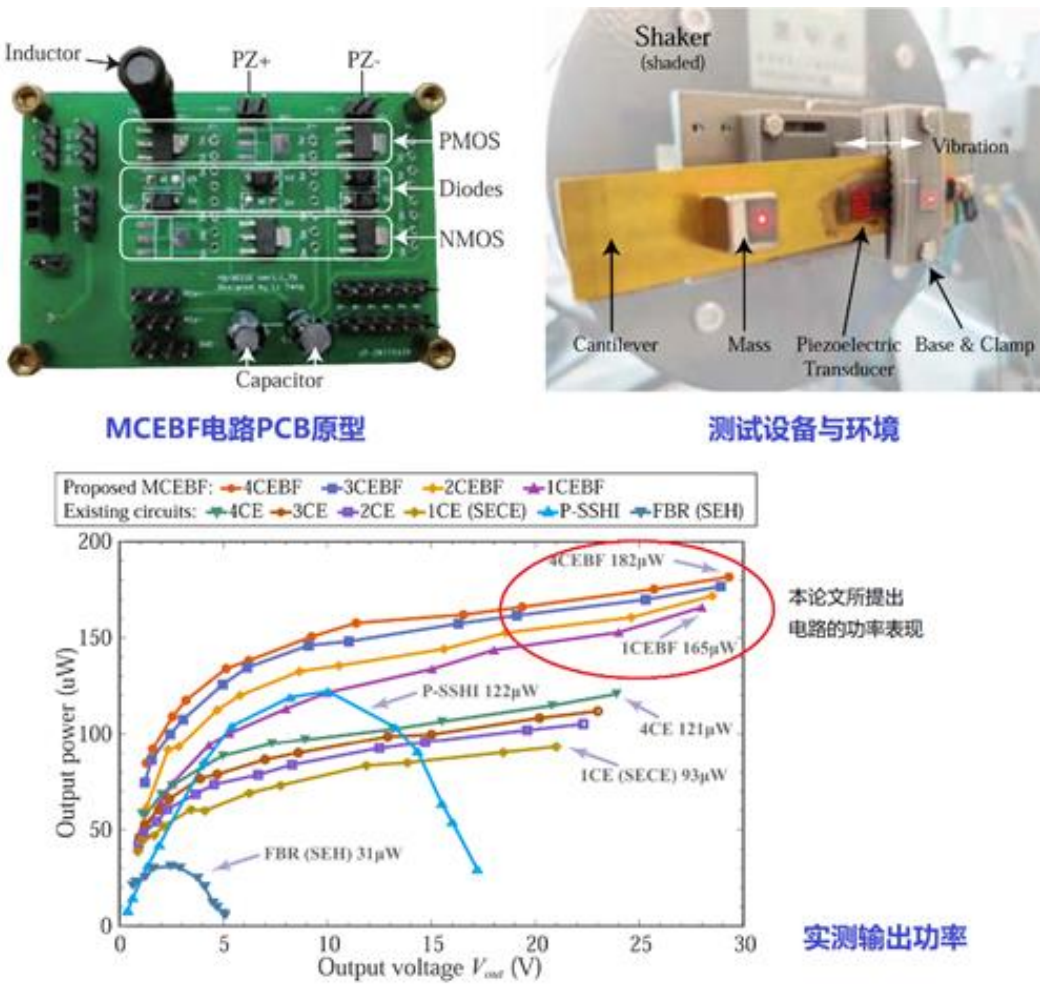 Inductor
PZ+
PZ-
PMOS
Diodes
NMOS
Capacitor
MCEBF电路PCB原型
Shaker
(shaded)
Vibration
Cantilever
Mass
Piezoelectric
Transducer
Base & Clamp
测试设备与环境
Proposed MCEBF: 4CEBF 3CEBF 2CEBF 1CEBF
Existing circuits: 4CE 3CE 2CE 1CE (SECE) P-SSHI FBR (SEH)
Output power (uW)
200
150
100
50
0
4CEBF 182μW
1CEBF 165μW
P-SSHI 122μW
4CE 121μW
1CE (SECE) 93μW
FBR (SEH) 31μW
0 5 10 15 20 25 30
Output voltage Vout (V)
本论文所提出
电路的功率表现
实测输出功率